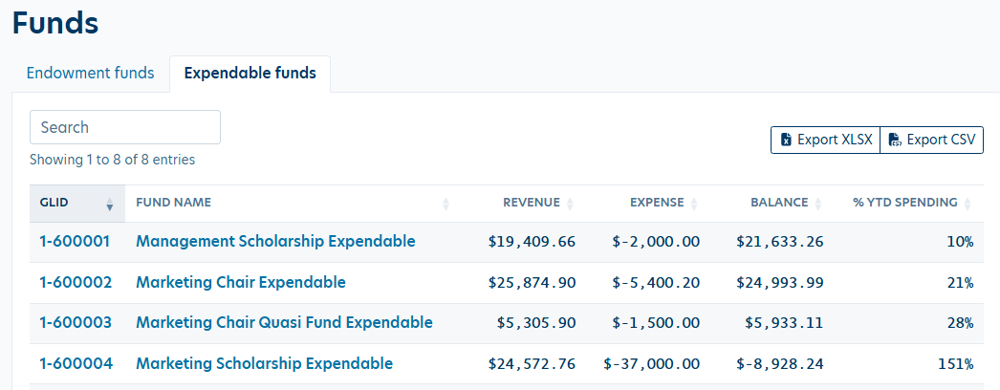 Funds
Endowment funds Expendable funds
Search
Showing 1 to 8 of 8 entries
Export XLSX Export CSV
GLID FUND NAME REVENUE EXPENSE BALANCE % YTD SPENDING
1-600001 Management Scholarship Expendable $19,409.66 $-2,000.00 $21,633.26 10%
1-600002 Marketing Chair Expendable $25,874.90 $-5,400.20 $24,993.99 21%
1-600003 Marketing Chair Quasi Fund Expendable $5,305.90 $-1,500.00 $5,933.11 28%
1-600004 Marketing Scholarship Expendable $24,572.76 $-37,000.00 $-8,928.24 151%